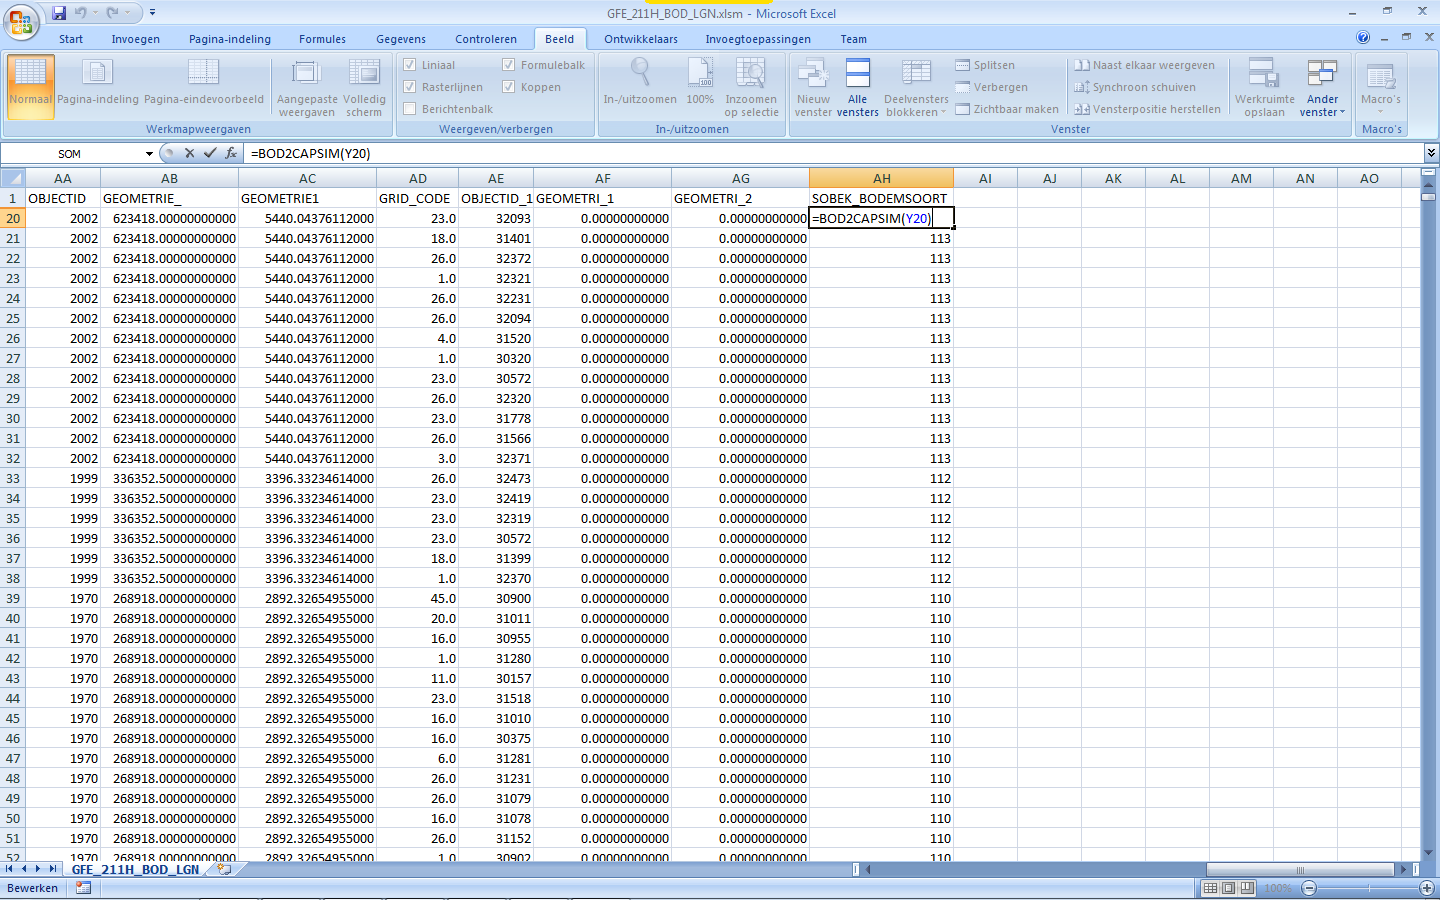 GFE_211H_BOD_LGN.xlsm - Microsoft Excel
Start Invoegen Pagina-indeling Formules Gegevens Controleren Beeld Ontwikkelaars Invoegtoepassingen Team
Normaal Pagina-indeling Pagina-eindevoorbeeld Aangepaste weergaven Volledig scherm
Werkmapweergaven
Liniaal Formulebalk
Rasterlijnen Koppen
Berichtenbalk
Weergeven/verbergen
In-/uitzoomen 100% Inzoomen op selectie
In-/uitzoomen
Nieuw venster Alle vensters Deelvensters blokkeren
Splitsen Naast elkaar weergeven
Verbergen Synchroon schuiven
Zichtbaar maken Vensterpositie herstellen
Werkruimte opslaan Ander venster
Venster
Macro's
Macro's
SOM =BOD2CAPSIM(Y20)
AA AB AC AD AE AF AG AH AI AJ AK AL AM AN AO
1 OBJECTID GEOMETRIE_ GEOMETRIE1 GRID_CODE OBJECTID_1 GEOMETRI_1 GEOMETRI_2 SOBEK_BODEMSOORT
20 2002 623418.00000000000 5440.04376112000 23.0 32093 0.00000000000 0.00000000000 =BOD2CAPSIM(Y20)
21 2002 623418.00000000000 5440.04376112000 18.0 31401 0.00000000000 0.00000000000 113
22 2002 623418.00000000000 5440.04376112000 26.0 32372 0.00000000000 0.00000000000 113
23 2002 623418.00000000000 5440.04376112000 1.0 32321 0.00000000000 0.00000000000 113
24 2002 623418.00000000000 5440.04376112000 26.0 32231 0.00000000000 0.00000000000 113
25 2002 623418.00000000000 5440.04376112000 26.0 32094 0.00000000000 0.00000000000 113
26 2002 623418.00000000000 5440.04376112000 4.0 31520 0.00000000000 0.00000000000 113
27 2002 623418.00000000000 5440.04376112000 1.0 30320 0.00000000000 0.00000000000 113
28 2002 623418.00000000000 5440.04376112000 23.0 30572 0.00000000000 0.00000000000 113
29 2002 623418.00000000000 5440.04376112000 26.0 32320 0.00000000000 0.00000000000 113
30 2002 623418.00000000000 5440.04376112000 23.0 31778 0.00000000000 0.00000000000 113
31 2002 623418.00000000000 5440.04376112000 26.0 31566 0.00000000000 0.00000000000 113
32 2002 623418.00000000000 5440.04376112000 3.0 32371 0.00000000000 0.00000000000 113
33 1999 336352.50000000000 3396.33234614000 26.0 32473 0.00000000000 0.00000000000 112
34 1999 336352.50000000000 3396.33234614000 23.0 32419 0.00000000000 0.00000000000 112
35 1999 336352.50000000000 3396.33234614000 23.0 32319 0.00000000000 0.00000000000 112
36 1999 336352.50000000000 3396.33234614000 23.0 30572 0.00000000000 0.00000000000 112
37 1999 336352.50000000000 3396.33234614000 18.0 31399 0.00000000000 0.00000000000 112
38 1999 336352.50000000000 3396.33234614000 1.0 32370 0.00000000000 0.00000000000 112
39 1970 268918.00000000000 2892.32654955000 45.0 30900 0.00000000000 0.00000000000 110
40 1970 268918.00000000000 2892.32654955000 20.0 31011 0.00000000000 0.00000000000 110
41 1970 268918.00000000000 2892.32654955000 16.0 30955 0.00000000000 0.00000000000 110
42 1970 268918.00000000000 2892.32654955000 1.0 31280 0.00000000000 0.00000000000 110
43 1970 268918.00000000000 2892.32654955000 11.0 30157 0.00000000000 0.00000000000 110
44 1970 268918.00000000000 2892.32654955000 23.0 31518 0.00000000000 0.00000000000 110
45 1970 268918.00000000000 2892.32654955000 16.0 31010 0.00000000000 0.00000000000 110
46 1970 268918.00000000000 2892.32654955000 16.0 30375 0.00000000000 0.00000000000 110
47 1970 268918.00000000000 2892.32654955000 6.0 31281 0.00000000000 0.00000000000 110
48 1970 268918.00000000000 2892.32654955000 26.0 31231 0.00000000000 0.00000000000 110
49 1970 268918.00000000000 2892.32654955000 26.0 31079 0.00000000000 0.00000000000 110
50 1970 268918.00000000000 2892.32654955000 16.0 31078 0.00000000000 0.00000000000 110
51 1970 268918.00000000000 2892.32654955000 26.0 31152 0.00000000000 0.00000000000 110
52 1970 268918.00000000000 2892.32654955000 1.0 30902 0.00000000000 0.00000000000 110
GFE_211H_BOD_LGN
Bewerken 100%